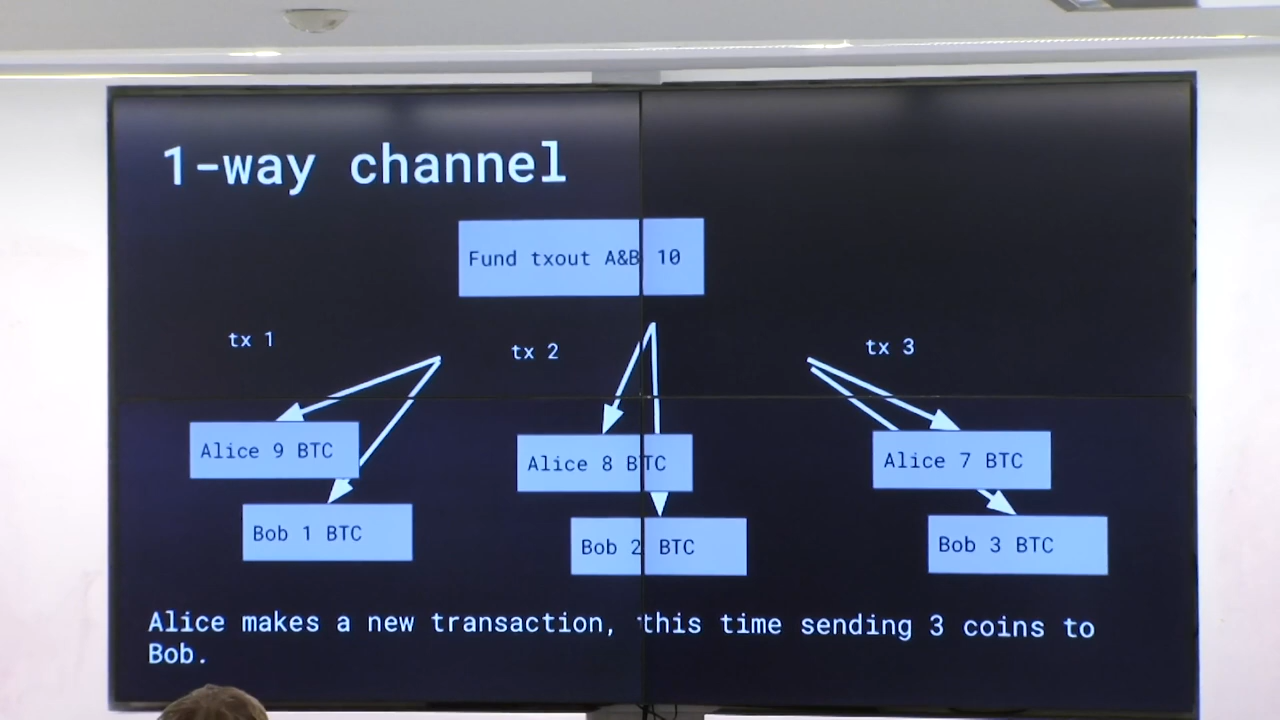 1-way channel
Fund txout A&B 10
tx 1
tx 2
tx 3
Alice 9 BTC
Alice 8 BTC
Alice 7 BTC
Bob 1 BTC
Bob 2 BTC
Bob 3 BTC
Alice makes a new transaction, this time sending 3 coins to
Bob.